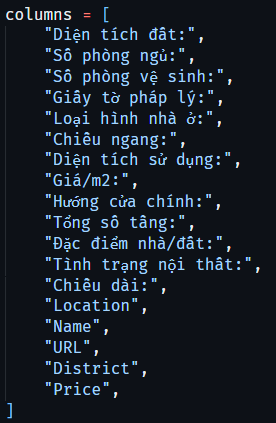 columns = [
"Diện tích đất:",
"Số phòng ngủ:",
"Số phòng vệ sinh:",
"Giấy tờ pháp lý:",
"Loại hình nhà ở:",
"Chiều ngang:",
"Diện tích sử dụng:",
"Giá/m2:",
"Hướng cửa chính:",
"Tổng số tầng:",
"Đặc điểm nhà/đất:",
"Tình trạng nội thất:",
"Chiều dài:",
"Location",
"Name",
"URL",
"District",
"Price",
]